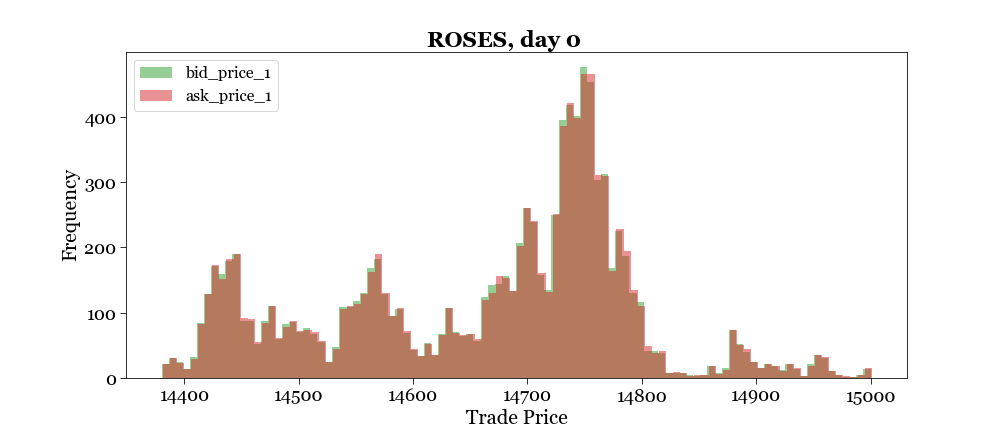 ROSES, day 0
bid_price_1
ask_price_1
Frequency
400
300
200
100
0
14400 14500 14600 14700 14800 14900 15000
Trade Price